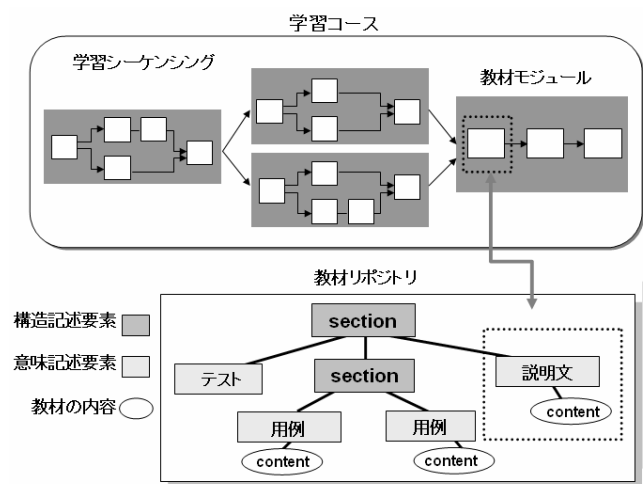 学習コース
学習シーケンシング
教材モジュール
教材リポジトリ
構造記述要素
意味記述要素
教材の内容
section
テスト
section
説明文
content
用例
用例
content
content